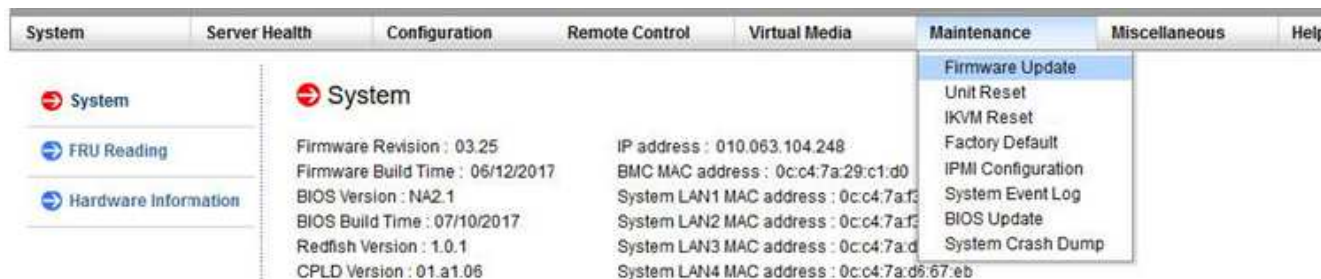 System Server Health Configuration Remote Control Virtual Media Maintenance Miscellaneous Help
System
FRU Reading
Hardware Information
System
Firmware Revision : 03.25
Firmware Build Time : 06/12/2017
BIOS Version : NA2.1
BIOS Build Time : 07/10/2017
Redfish Version : 1.0.1
CPLD Version : 01.a1.06
IP address : 010.063.104.248
BMC MAC address : 0c:c4:7a:29:c1:d0
System LAN1 MAC address : 0c:c4:7a:f3
System LAN2 MAC address : 0c:c4:7a:f3
System LAN3 MAC address : 0c:c4:7a:d
System LAN4 MAC address : 0c:c4:7a:d6:67:eb
Firmware Update
Unit Reset
IKVM Reset
Factory Default
IPMI Configuration
System Event Log
BIOS Update
System Crash Dump